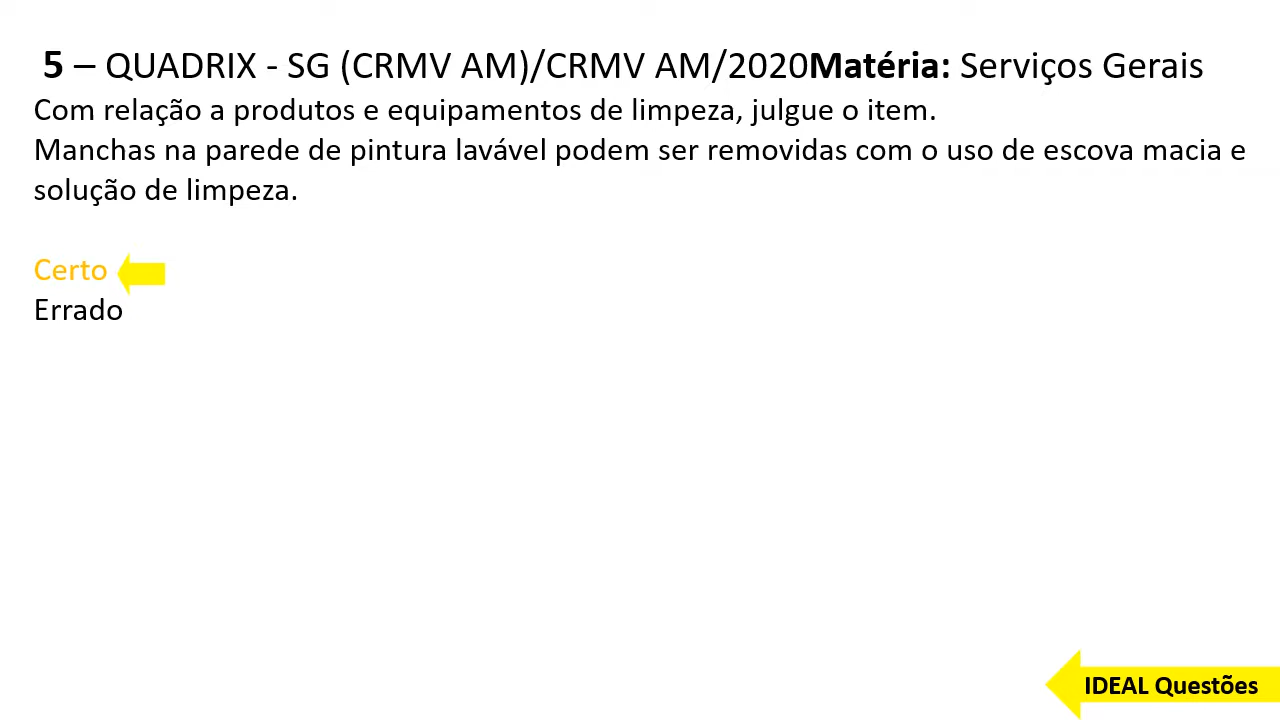 5 – QUADRIX - SG (CRMV AM)/CRMV AM/2020Matéria: Serviços Gerais
Com relação a produtos e equipamentos de limpeza, julgue o item.
Manchas na parede de pintura lavável podem ser removidas com o uso de escova macia e
solução de limpeza.
Certo
Errado
IDEAL Questões